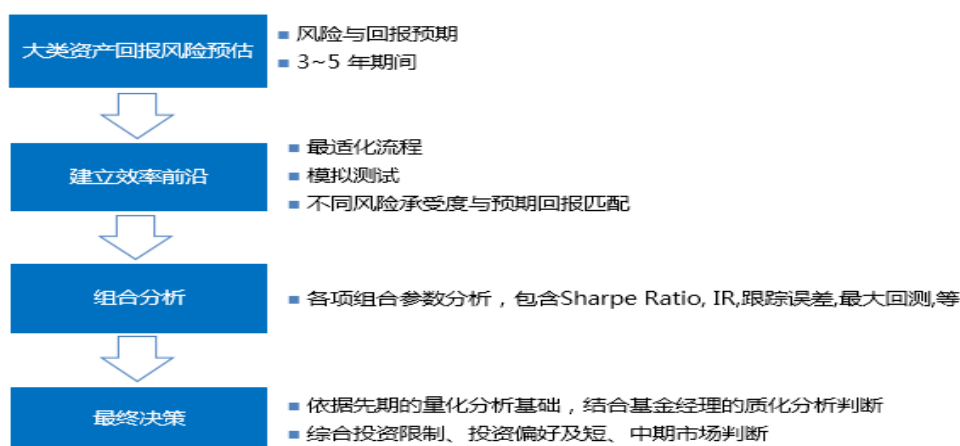 大类资产回报风险预估
风险与回报预期
3~5 年期间
建立效率前沿
最适化流程
模拟测试
不同风险承受度与预期回报匹配
组合分析
各项组合参数分析，包含Sharpe Ratio, IR,跟踪误差,最大回测,等
最终决策
依据先期的量化分析基础，结合基金经理的质化分析判断
综合投资限制、投资偏好及短、中期市场判断